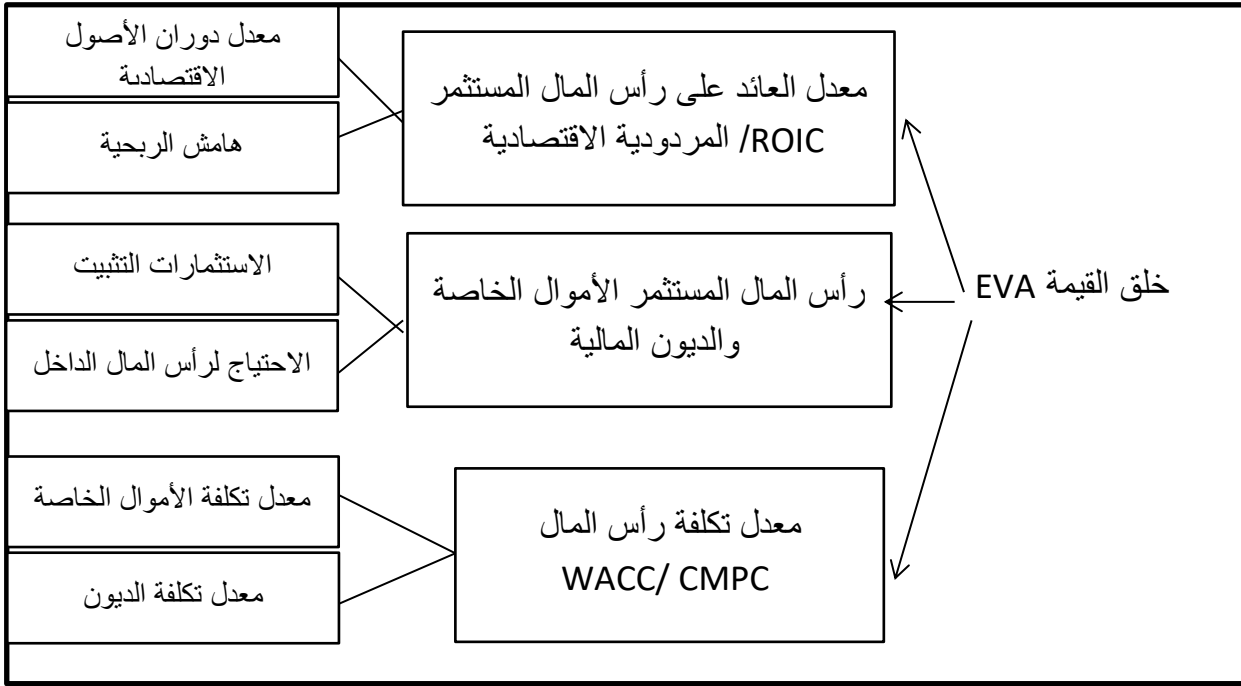 خلق القيمة EVA
معدل العائد على رأس المال المستثمر
ROIC/ المردودية الاقتصادية
معدل دوران الأصول
الاقتصادية
هامش الربحية
رأس المال المستثمر الأموال الخاصة
والديون المالية
الاستثمارات التثبيت
الاحتياج لرأس المال الداخل
معدل تكلفة رأس المال
WACC/ CMPC
معدل تكلفة الأموال الخاصة
معدل تكلفة الديون